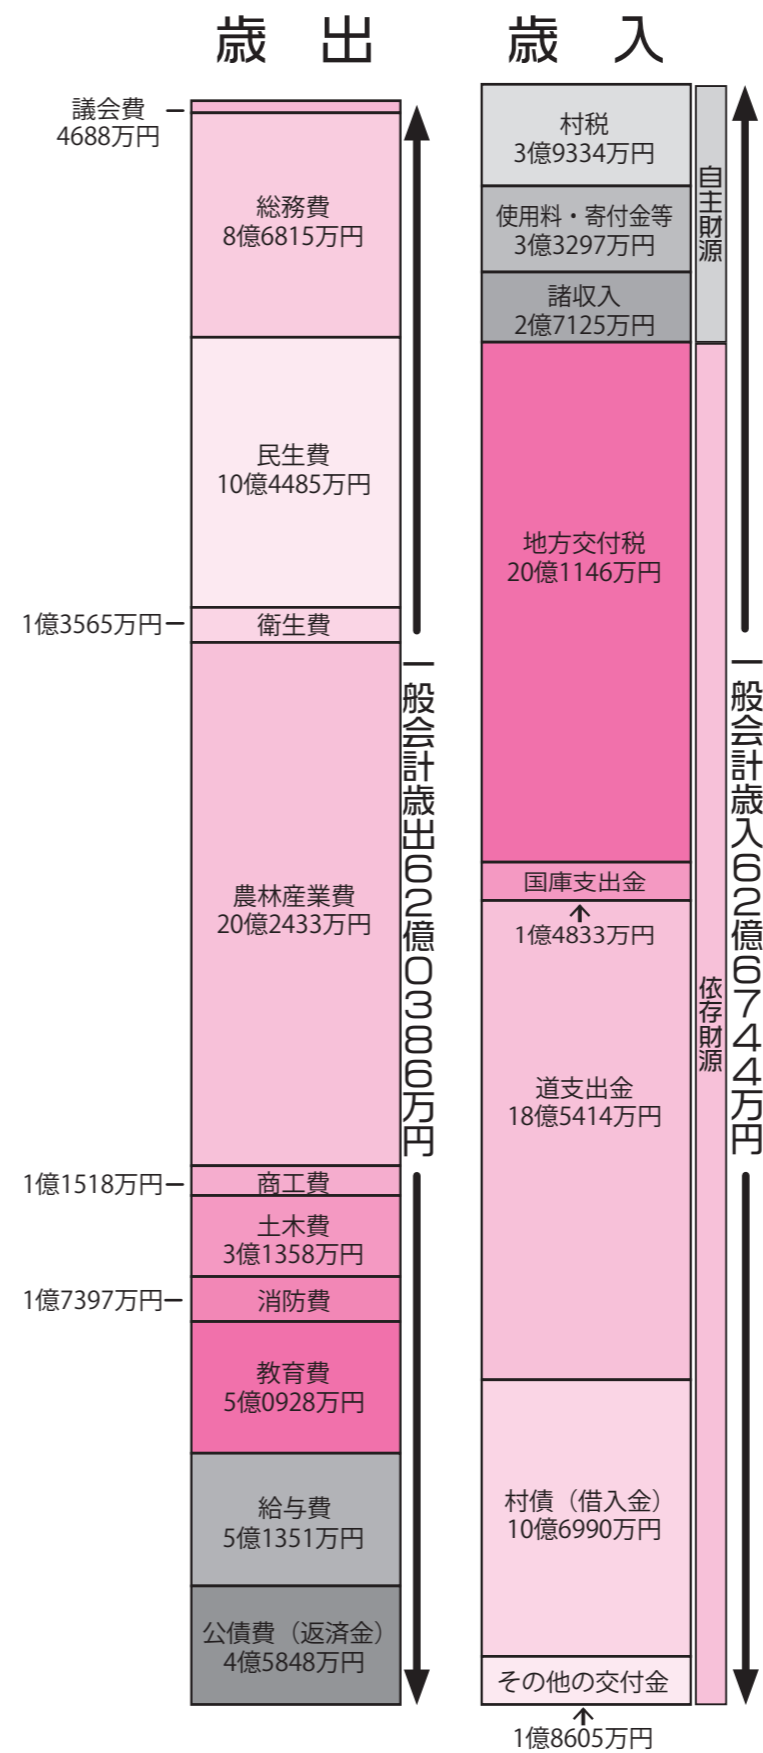 歳出
議会費
4688万円
総務費
8億6815万円
民生費
10億4485万円
1億3565万円
衛生費
農林産業費
20億2433万円
1億1518万円
商工費
土木費
3億1358万円
1億7397万円
消防費
教育費
5億0928万円
給与費
5億1351万円
公債費（返済金）
4億5848万円
一般会計歳出62億0386万円
歳入
村税
3億9334万円
使用料・寄付金等
3億3297万円
諸収入
2億7125万円
自主財源
地方交付税
20億1146万円
国庫支出金
1億4833万円
道支出金
18億5414万円
村債（借入金）
10億6990万円
その他の交付金
1億8605万円
依存財源
一般会計歳入62億6744万円